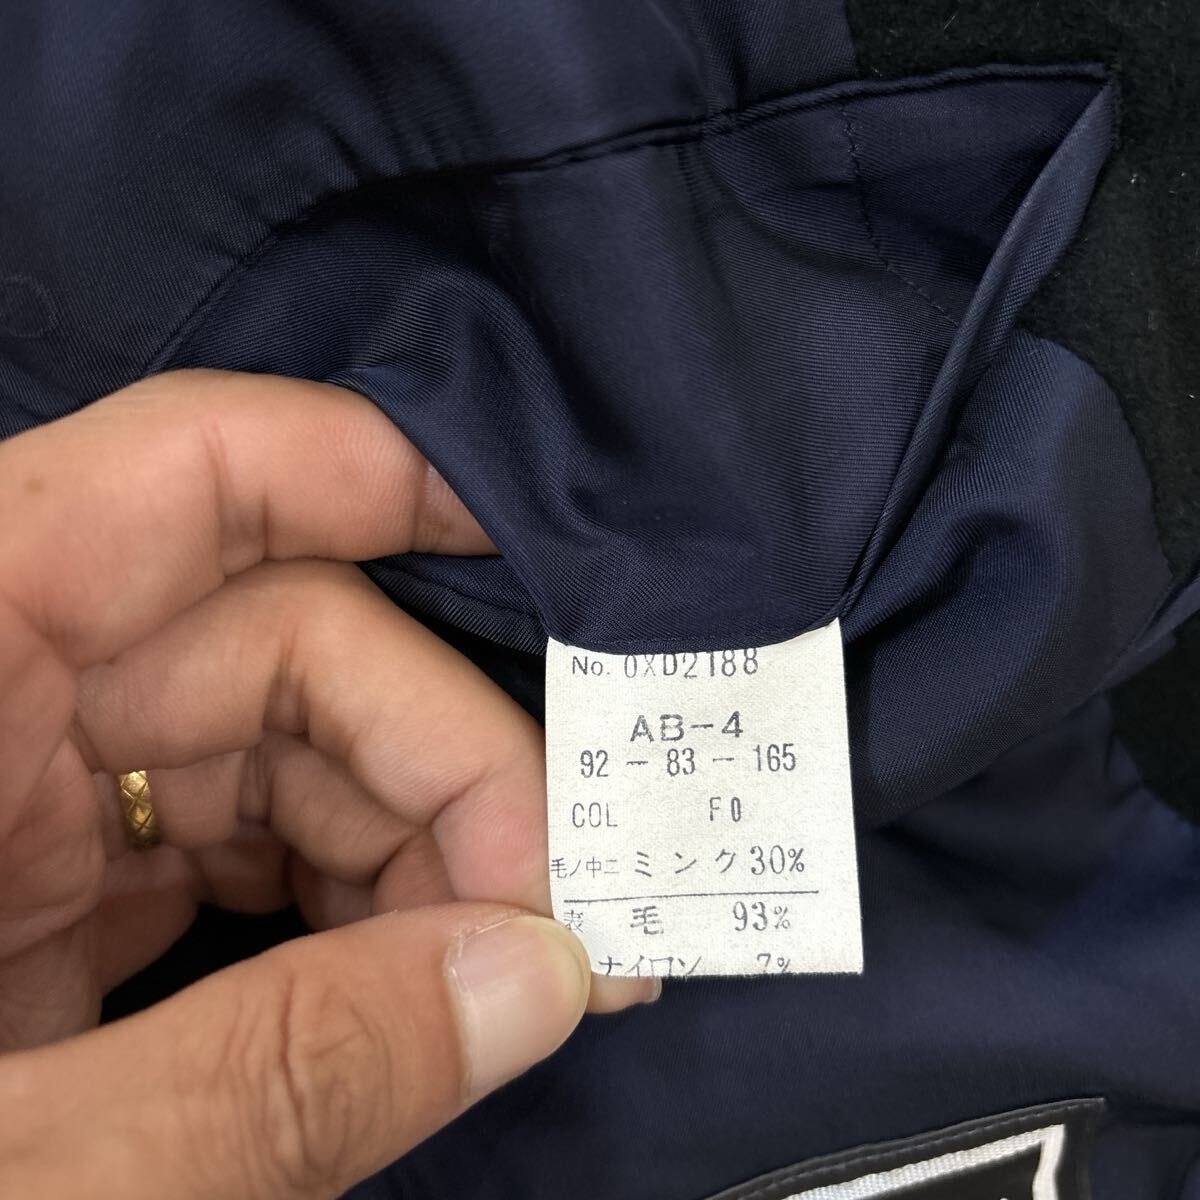 No. 0XD2188
AB-4
92 - 83 - 165
COL F0
毛ノ中ニ ミンク 30%
表 毛 93%
ナイロン 7%